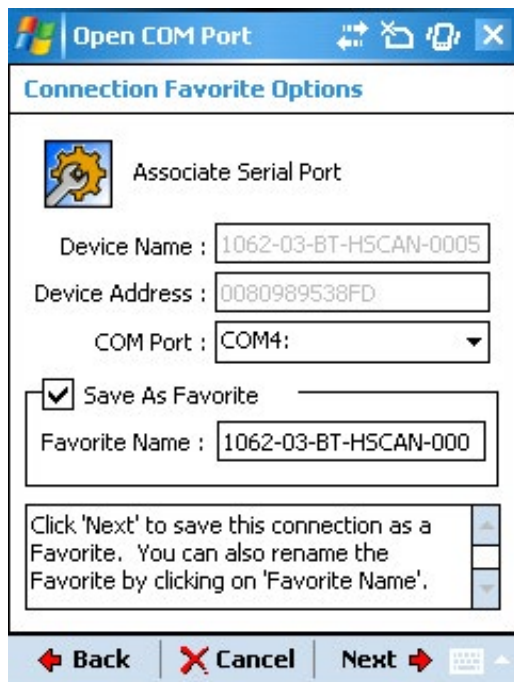 Open COM Port
Connection Favorite Options
Associate Serial Port
Device Name : 1062-03-BT-HSCAN-0005
Device Address : 0080989538FD
COM Port : COM4:
Save As Favorite
Favorite Name : 1062-03-BT-HSCAN-000
Click 'Next' to save this connection as a
Favorite. You can also rename the
Favorite by clicking on 'Favorite Name'.
Back Cancel Next